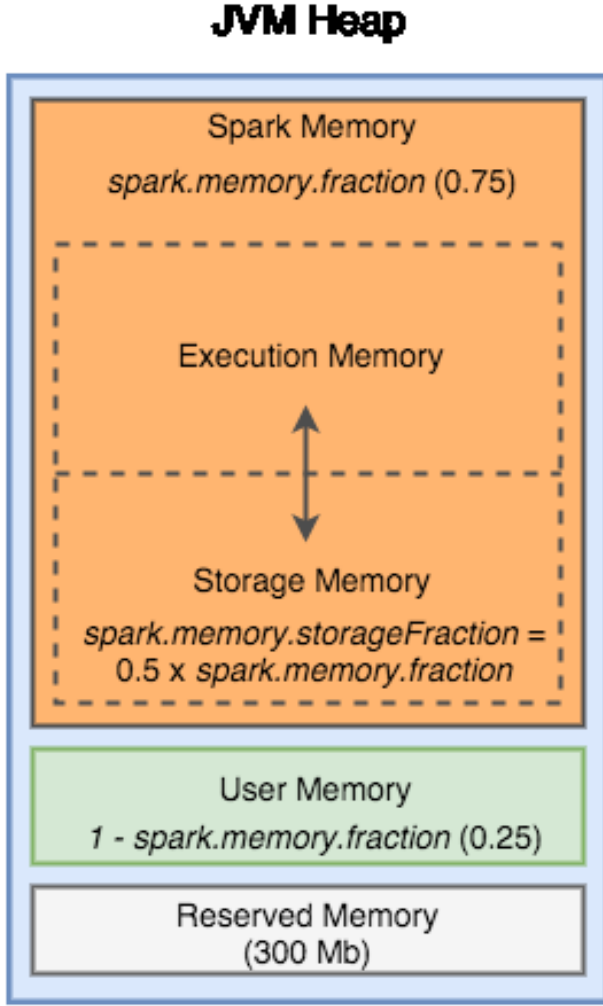 JVM Heap
Spark Memory
spark.memory.fraction (0.75)
Execution Memory
Storage Memory
spark.memory.storageFraction =
0.5 x spark.memory.fraction
User Memory
1 - spark.memory.fraction (0.25)
Reserved Memory
(300 Mb)